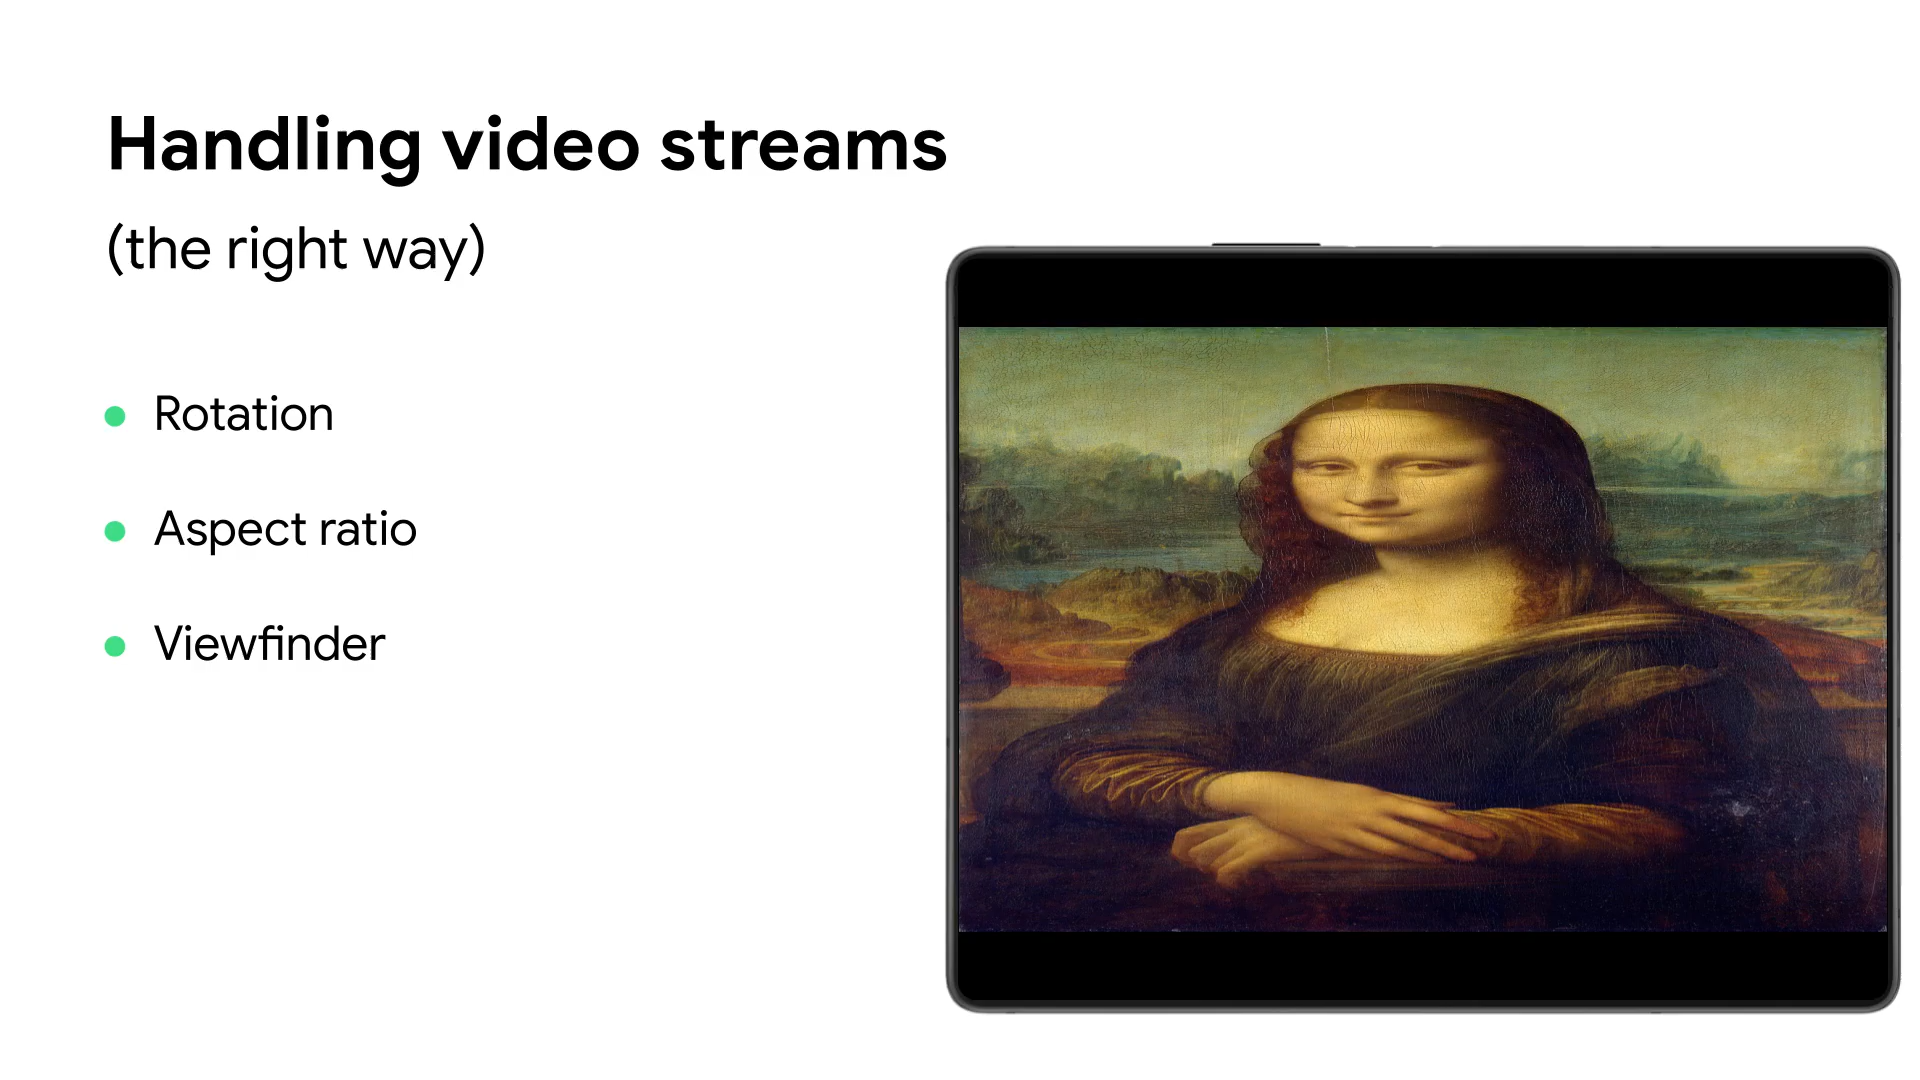 Handling video streams
(the right way)
Rotation
Aspect ratio
Viewfinder